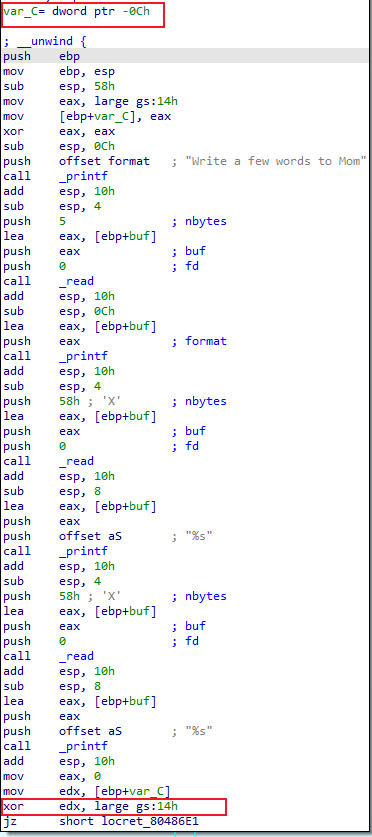 var_C= dword ptr -0Ch
; __unwind {
push ebp
mov ebp, esp
sub esp, 58h
mov eax, large gs:14h
mov [ebp+var_C], eax
xor eax, eax
sub esp, 0Ch
push offset format ; "Write a few words to Mom"
call _printf
add esp, 10h
sub esp, 4
push 5 ; nbytes
lea eax, [ebp+buf]
push eax ; buf
push 0 ; fd
call _read
add esp, 10h
sub esp, 0Ch
lea eax, [ebp+buf]
push eax ; format
call _printf
add esp, 10h
sub esp, 4
push 58h ; 'X' ; nbytes
lea eax, [ebp+buf]
push eax ; buf
push 0 ; fd
call _read
add esp, 10h
sub esp, 8
lea eax, [ebp+buf]
push eax
push offset aS ; "%s"
call _printf
add esp, 10h
sub esp, 4
push 58h ; 'X' ; nbytes
lea eax, [ebp+buf]
push eax ; buf
push 0 ; fd
call _read
add esp, 10h
sub esp, 8
lea eax, [ebp+buf]
push eax
push offset aS ; "%s"
call _printf
add esp, 10h
mov eax, 0
mov edx, [ebp+var_C]
xor edx, large gs:14h
jz short locret_80486E1